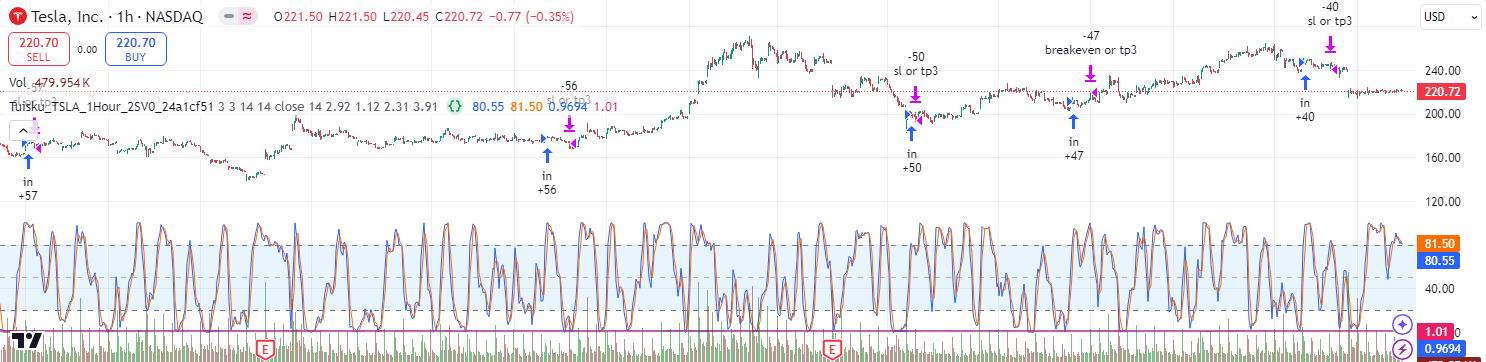 Tesla, Inc. · 1h · NASDAQ
O221.50 H221.50 L220.45 C220.72 −0.77 (−0.35%)
220.70
SELL
0.00
220.70
BUY
Vol 479.954 K
3 3 14 14 close 14 2.92 1.12 2.31 3.91 {} 80.55 81.50 0.9694 1.01
USD
-56
sl or tp3
-50
sl or tp3
-47
breakeven or tp3
-40
sl or tp3
in
+57
in
+56
in
+50
in
+47
in
+40
240.00
220.72
200.00
160.00
120.00
81.50
80.55
40.00
1.01
0.9694
E
E